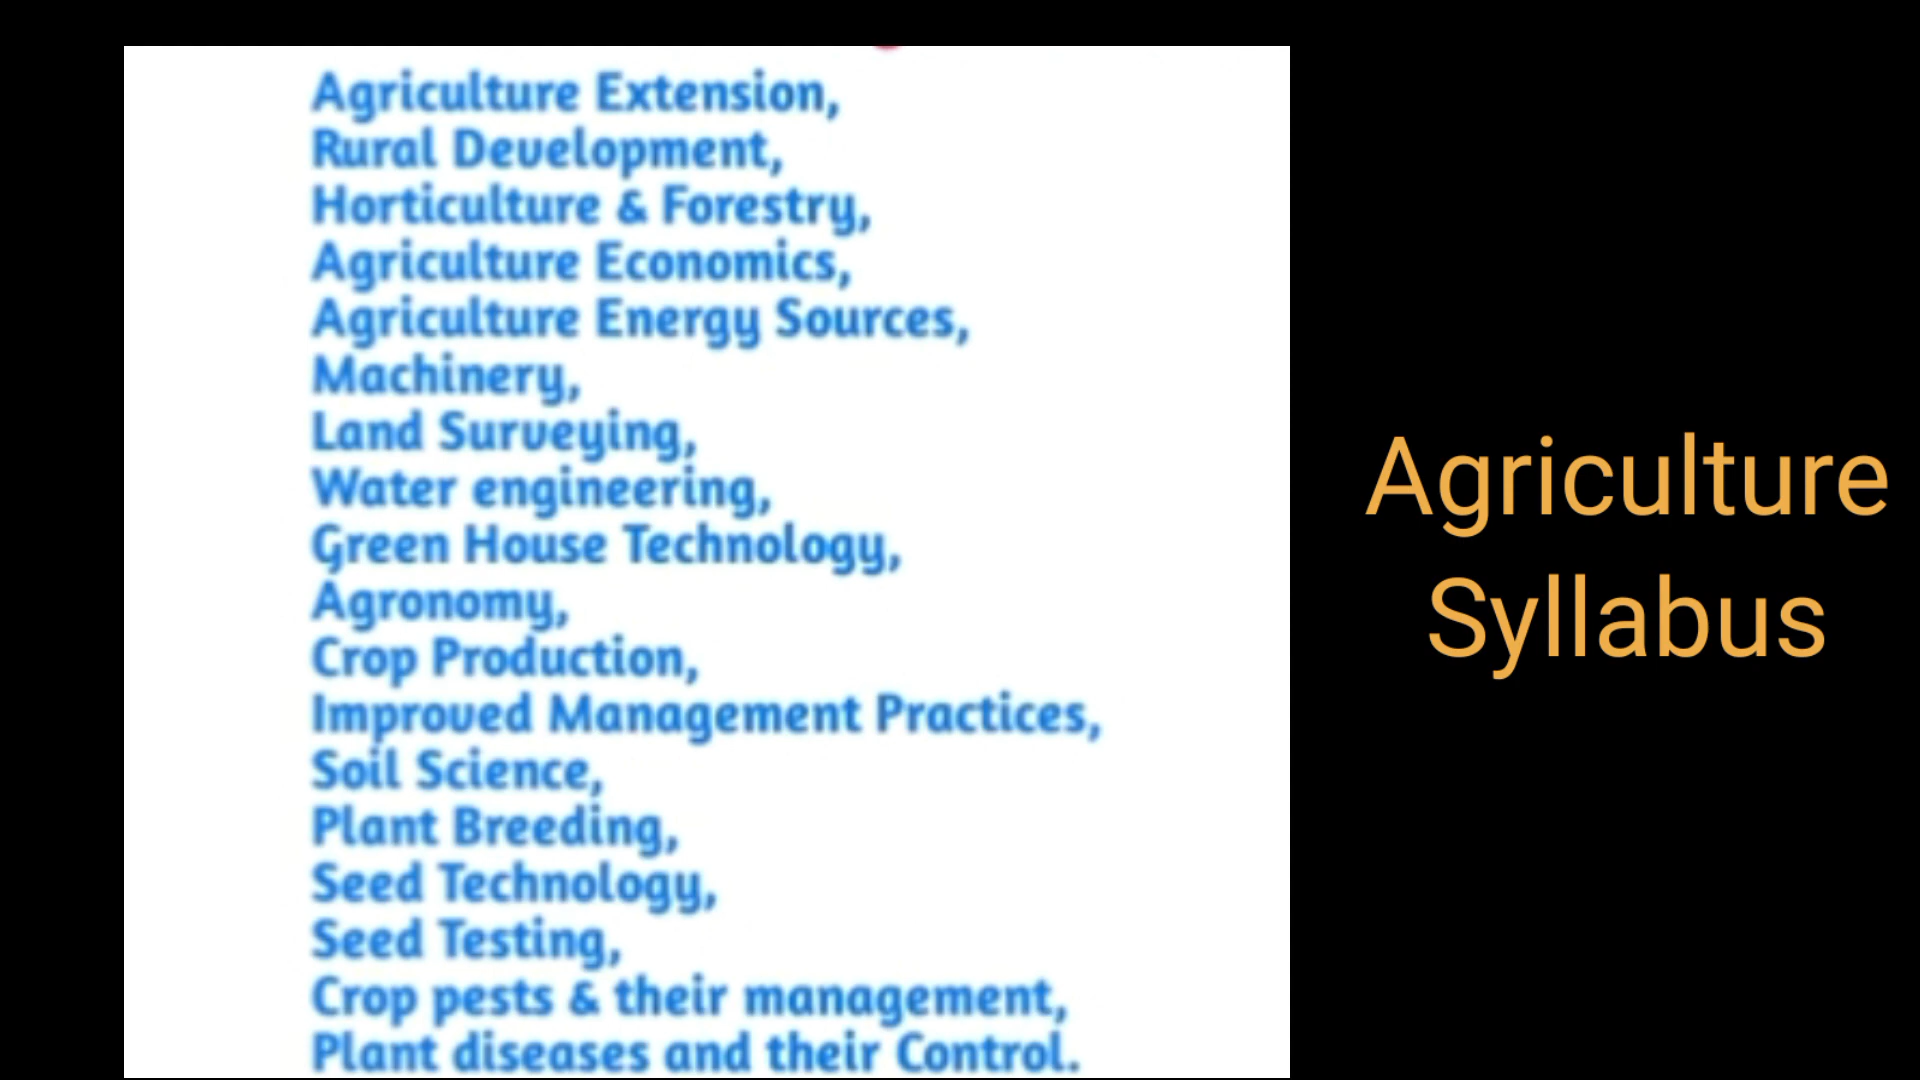 Agriculture Extension,
Rural Development,
Horticulture & Forestry,
Agriculture Economics,
Agriculture Energy Sources,
Machinery,
Land Surveying,
Water engineering,
Green House Technology,
Agronomy,
Crop Production,
Improved Management Practices,
Soil Science,
Plant Breeding,
Seed Technology,
Seed Testing,
Crop pests & their management,
Plant diseases and their Control.
Agriculture
Syllabus